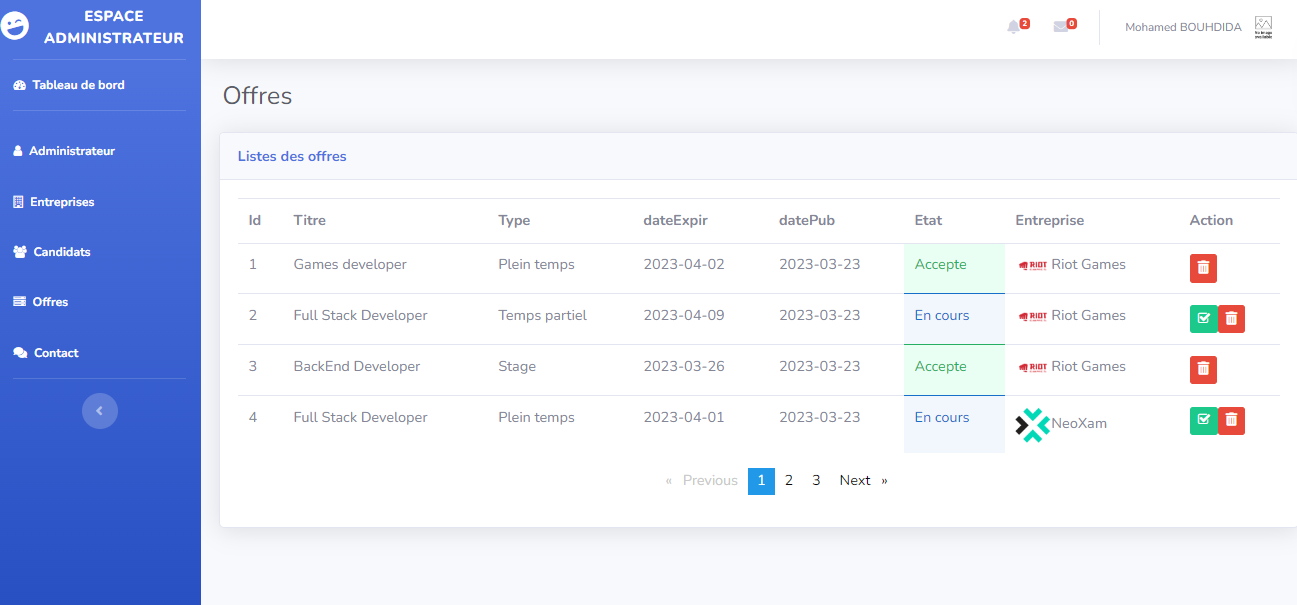 ESPACE
ADMINISTRATEUR
Tableau de bord
Administrateur
Entreprises
Candidats
Offres
Contact
2
0
Mohamed BOUHDIDA
Offres
Listes des offres
Id Titre Type dateExpir datePub Etat Entreprise Action
1 Games developer Plein temps 2023-04-02 2023-03-23 Accepte RIOT Riot Games
2 Full Stack Developer Temps partiel 2023-04-09 2023-03-23 En cours RIOT Riot Games
3 BackEnd Developer Stage 2023-03-26 2023-03-23 Accepte RIOT Riot Games
4 Full Stack Developer Plein temps 2023-04-01 2023-03-23 En cours NeoXam
« Previous 1 2 3 Next »